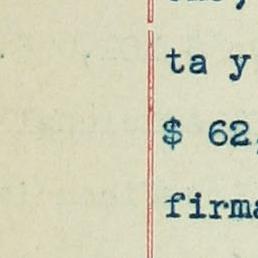 ta y
$ 62,
firma